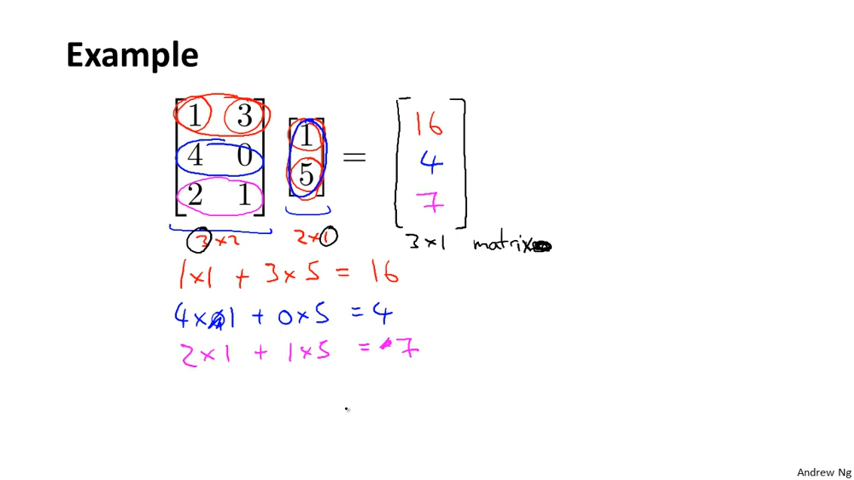 Example
1 3
4 0
2 1
1
5
=
16
4
7
3×2 2×1 3×1 matrix
1×1 + 3×5 = 16
4×1 + 0×5 = 4
2×1 + 1×5 = 7
Andrew Ng